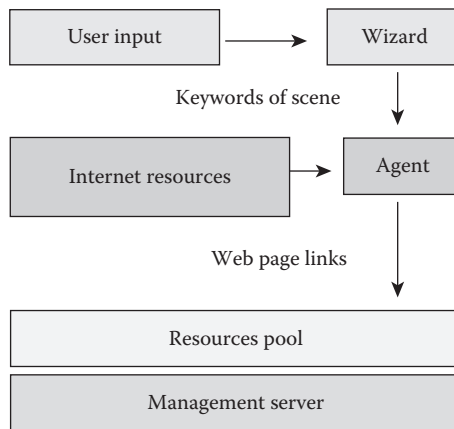 User input
Wizard
Keywords of scene
Internet resources
Agent
Web page links
Resources pool
Management server